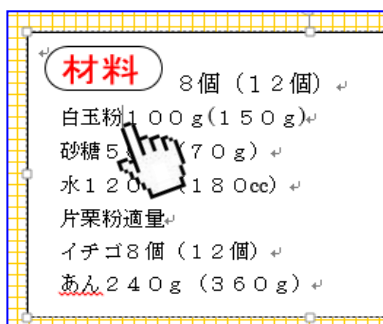 材料
８個（１２個）
白玉粉１００ｇ(１５０ｇ)
砂糖５（７０ｇ）
水１２０（１８０㏄）
片栗粉適量
イチゴ８個（１２個）
あん２４０ｇ（３６０ｇ）